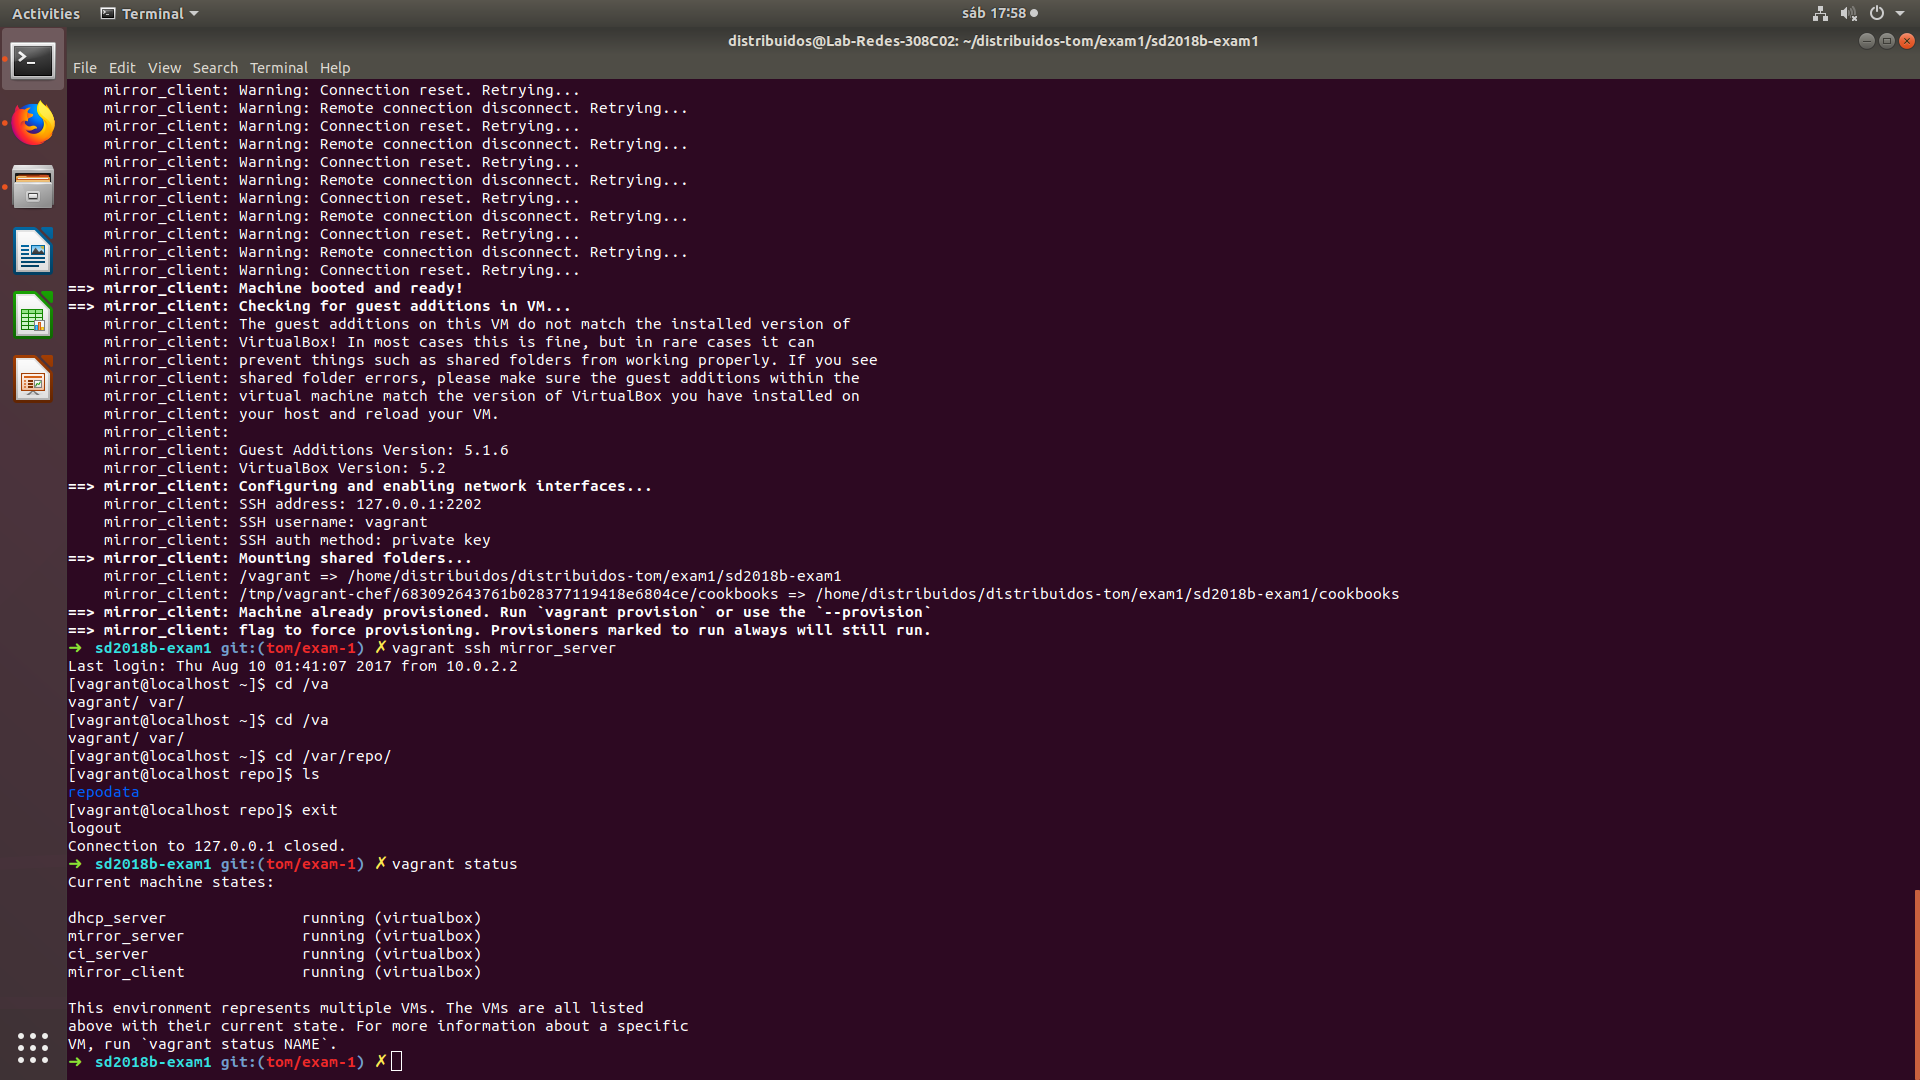 Activities
Terminal
sáb 17:58
distribuidos@Lab-Redes-308C02: ~/distribuidos-tom/exam1/sd2018b-exam1
File Edit View Search Terminal Help
mirror_client: Warning: Connection reset. Retrying...
mirror_client: Warning: Remote connection disconnect. Retrying...
mirror_client: Warning: Connection reset. Retrying...
mirror_client: Warning: Remote connection disconnect. Retrying...
mirror_client: Warning: Connection reset. Retrying...
mirror_client: Warning: Remote connection disconnect. Retrying...
mirror_client: Warning: Connection reset. Retrying...
mirror_client: Warning: Remote connection disconnect. Retrying...
mirror_client: Warning: Connection reset. Retrying...
mirror_client: Warning: Remote connection disconnect. Retrying...
mirror_client: Warning: Connection reset. Retrying...
==> mirror_client: Machine booted and ready!
==> mirror_client: Checking for guest additions in VM...
mirror_client: The guest additions on this VM do not match the installed version of
mirror_client: VirtualBox! In most cases this is fine, but in rare cases it can
mirror_client: prevent things such as shared folders from working properly. If you see
mirror_client: shared folder errors, please make sure the guest additions within the
mirror_client: virtual machine match the version of VirtualBox you have installed on
mirror_client: your host and reload your VM.
mirror_client:
mirror_client: Guest Additions Version: 5.1.6
mirror_client: VirtualBox Version: 5.2
==> mirror_client: Configuring and enabling network interfaces...
mirror_client: SSH address: 127.0.0.1:2202
mirror_client: SSH username: vagrant
mirror_client: SSH auth method: private key
==> mirror_client: Mounting shared folders...
mirror_client: /vagrant => /home/distribuidos/distribuidos-tom/exam1/sd2018b-exam1
mirror_client: /tmp/vagrant-chef/683092643761b028377119418e6804ce/cookbooks => /home/distribuidos/distribuidos-tom/exam1/sd2018b-exam1/cookbooks
==> mirror_client: Machine already provisioned. Run `vagrant provision` or use the `--provision`
==> mirror_client: flag to force provisioning. Provisioners marked to run always will still run.
➜ sd2018b-exam1 git:(tom/exam-1) ✗ vagrant ssh mirror_server
Last login: Thu Aug 10 01:41:07 2017 from 10.0.2.2
[vagrant@localhost ~]$ cd /va
vagrant/ var/
[vagrant@localhost ~]$ cd /va
vagrant/ var/
[vagrant@localhost ~]$ cd /var/repo/
[vagrant@localhost repo]$ ls
repodata
[vagrant@localhost repo]$ exit
logout
Connection to 127.0.0.1 closed.
➜ sd2018b-exam1 git:(tom/exam-1) ✗ vagrant status
Current machine states:
dhcp_server running (virtualbox)
mirror_server running (virtualbox)
ci_server running (virtualbox)
mirror_client running (virtualbox)
This environment represents multiple VMs. The VMs are all listed
above with their current state. For more information about a specific
VM, run `vagrant status NAME`.
➜ sd2018b-exam1 git:(tom/exam-1) ✗